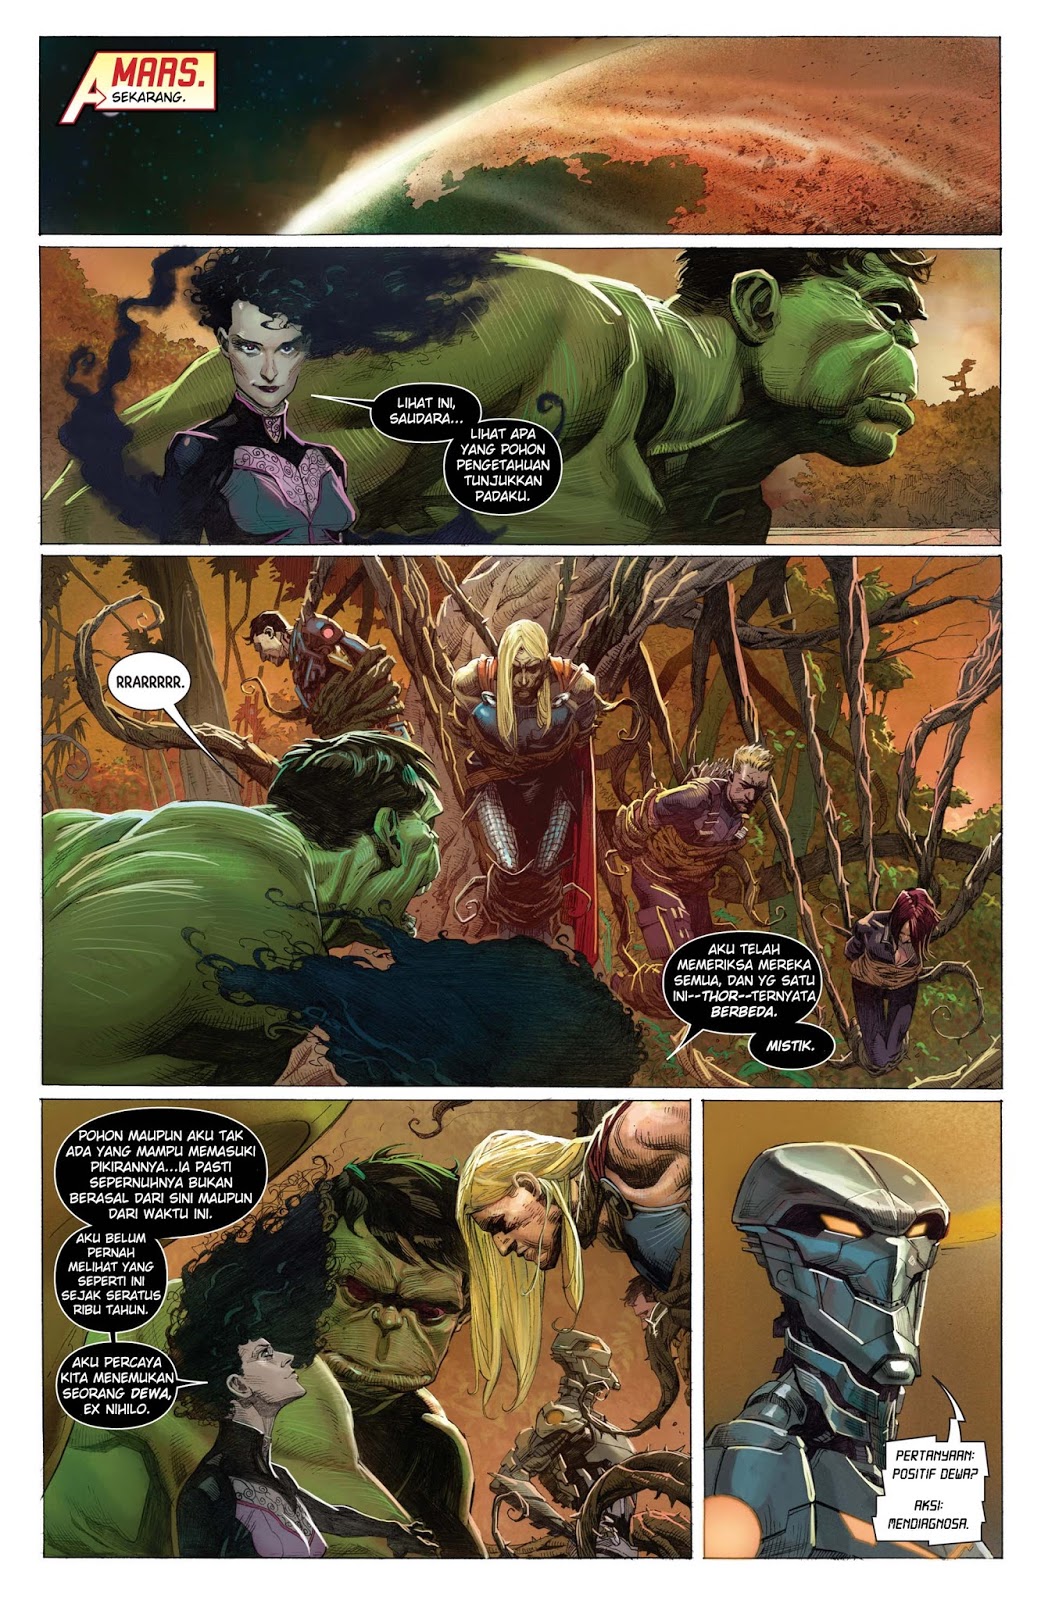 A
MARS.
SEKARANG.
LIHAT INI,
SAUDARA...
LIHAT APA
YANG POHON
PENGETAHUAN
TUNJUKKAN
PADAKU.
RRARRRRR.
AKU TELAH
MEMERIKSA MEREKA
SEMUA, DAN YG SATU
INI--THOR--TERNYATA
BERBEDA.
MISTIK.
POHON MAUPUN AKU TAK
ADA YANG MAMPU MEMASUKI
PIKIRANNYA...IA PASTI
SEPERNUHNYA BUKAN
BERASAL DARI SINI MAUPUN
DARI WAKTU INI.
AKU BELUM
PERNAH
MELIHAT YANG
SEPERTI INI
SEJAK SERATUS
RIBU TAHUN.
AKU PERCAYA
KITA MENEMUKAN
SEORANG DEWA,
EX NIHILO.
PERTANYAAN:
POSITIF DEWA?
AKSI:
MENDIAGNOSA.